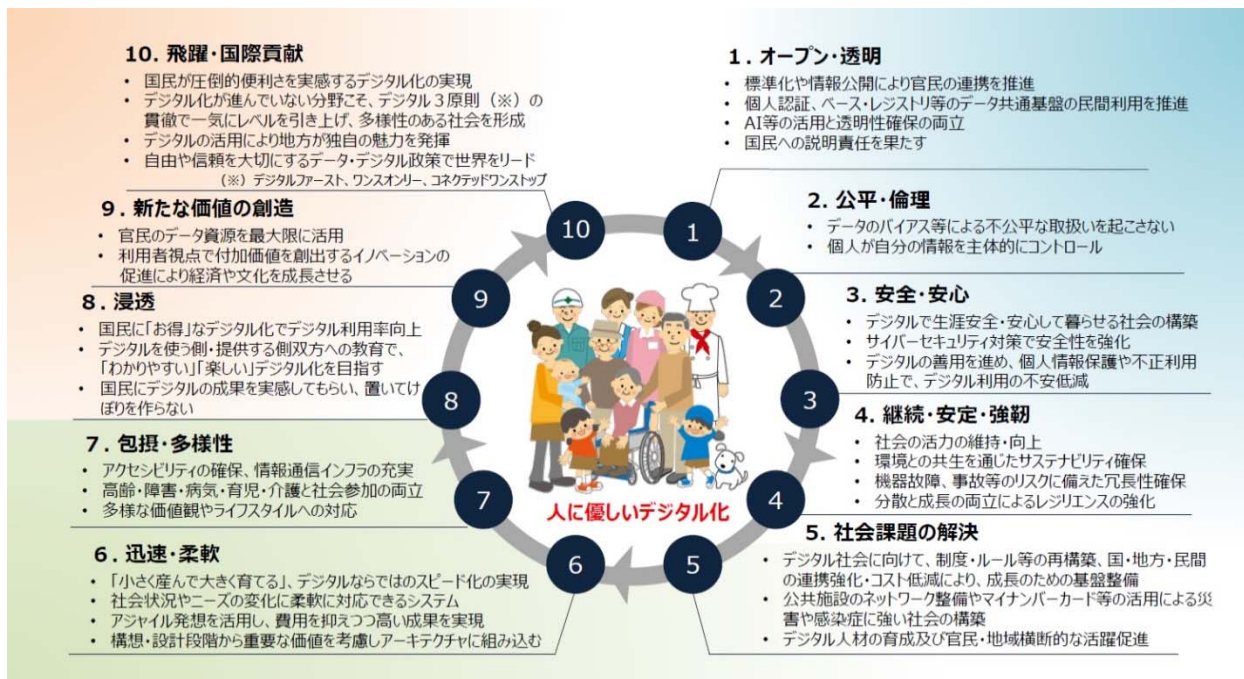 1. オープン・透明
• 標準化や情報公開により官民の連携を推進
• 個人認証、ベース・レジストリ等のデータ共通基盤の民間利用を推進
• AI等の活用と透明性確保の両立
• 国民への説明責任を果たす
2. 公平・倫理
• データのバイアス等による不公平な取扱いを起こさない
• 個人が自分の情報を主体的にコントロール
3. 安全・安心
• デジタルで生涯安全・安心して暮らせる社会の構築
• サイバーセキュリティ対策で安全性を強化
• デジタルの善用を進め、個人情報保護や不正利用
防止で、デジタル利用の不安低減
4. 継続・安定・強靭
• 社会の活力の維持・向上
• 環境との共生を通じたサステナビリティ確保
• 機器故障、事故等のリスクに備えた冗長性確保
• 分散と成長の両立によるレジリエンスの強化
5. 社会課題の解決
• デジタル社会に向けて、制度・ルール等の再構築、国・地方・民間
の連携強化・コスト低減により、成長のための基盤整備
• 公共施設のネットワーク整備やマイナンバーカード等の活用による災
害や感染症に強い社会の構築
• デジタル人材の育成及び官民・地域横断的な活躍促進
6. 迅速・柔軟
• 「小さく産んで大きく育てる」、デジタルならではのスピード化の実現
• 社会状況やニーズの変化に柔軟に対応できるシステム
• アジャイル発想を活用し、費用を抑えつつ高い成果を実現
• 構想・設計段階から重要な価値を考慮しアーキテクチャに組み込む
7. 包摂・多様性
• アクセシビリティの確保、情報通信インフラの充実
• 高齢・障害・病気・育児・介護と社会参加の両立
• 多様な価値観やライフスタイルへの対応
8. 浸透
• 国民に「お得」なデジタル化でデジタル利用率向上
• デジタルを使う側・提供する側双方への教育で、
「わかりやすい」「楽しい」デジタル化を目指す
• 国民にデジタルの成果を実感してもらい、置いてけ
ぼりを作らない
9. 新たな価値の創造
• 官民のデータ資源を最大限に活用
• 利用者視点で付加価値を創出するイノベーションの
促進により経済や文化を成長させる
10. 飛躍・国際貢献
• 国民が圧倒的便利さを実感するデジタル化の実現
• デジタル化が進んでいない分野こそ、デジタル3原則(※)の
貫徹で一気にレベルを引き上げ、多様性のある社会を形成
• デジタルの活用により地方が独自の魅力を発揮
• 自由や信頼を大切にするデータ・デジタル政策で世界をリード
(※)デジタルファースト、ワンスオンリー、コネクテッドワンストップ
1
2
3
4
5
6
7
8
9
10
人に優しいデジタル化